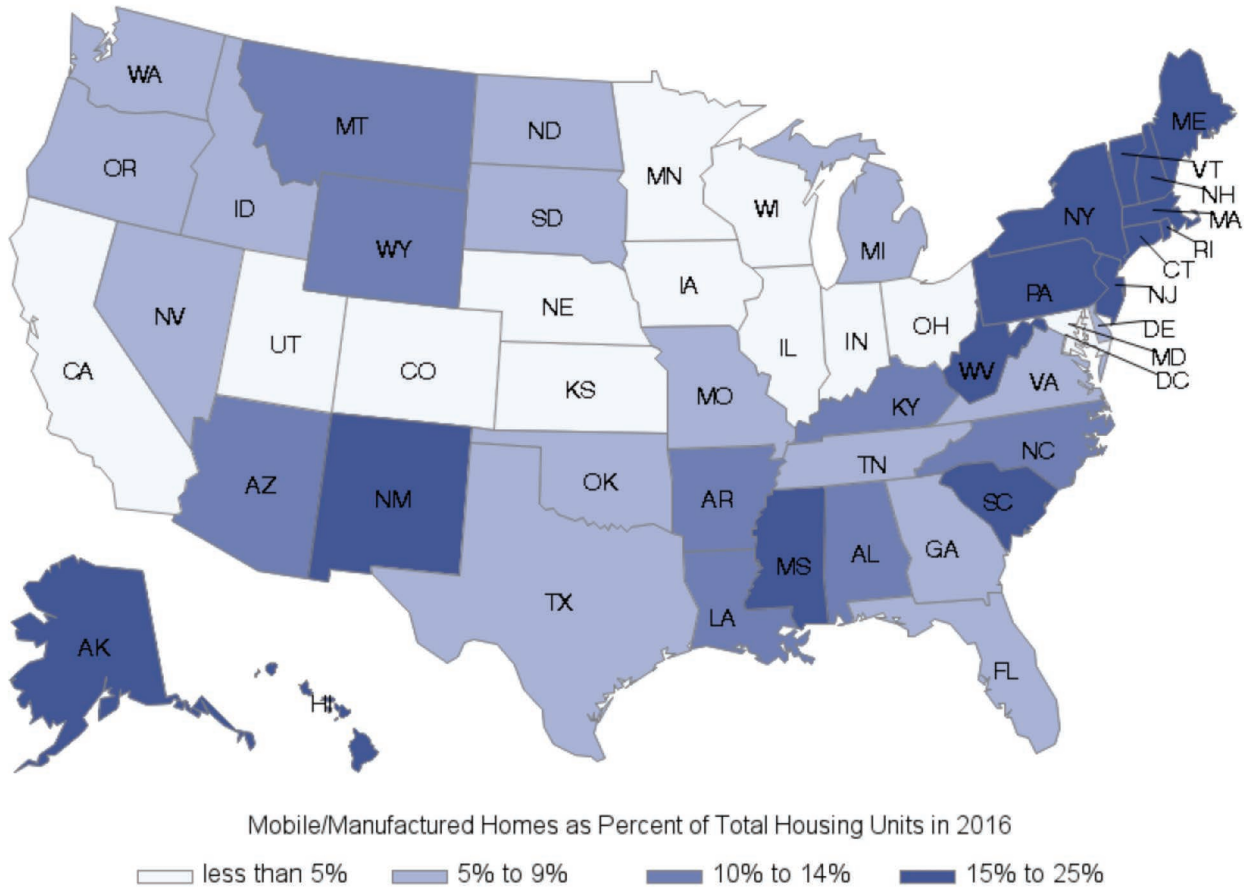 WA
MT
ND
ME
VT
NH
MA
RI
CT
NJ
DE
MD
DC
OR
ID
WY
SD
MN
WI
MI
NY
PA
NV
UT
CO
NE
IA
IL
IN
OH
WV
VA
CA
KS
MO
KY
NC
AZ
NM
OK
AR
TN
SC
TX
LA
MS
AL
GA
FL
AK
HI
Mobile/Manufactured Homes as Percent of Total Housing Units in 2016
less than 5% 5% to 9% 10% to 14% 15% to 25%